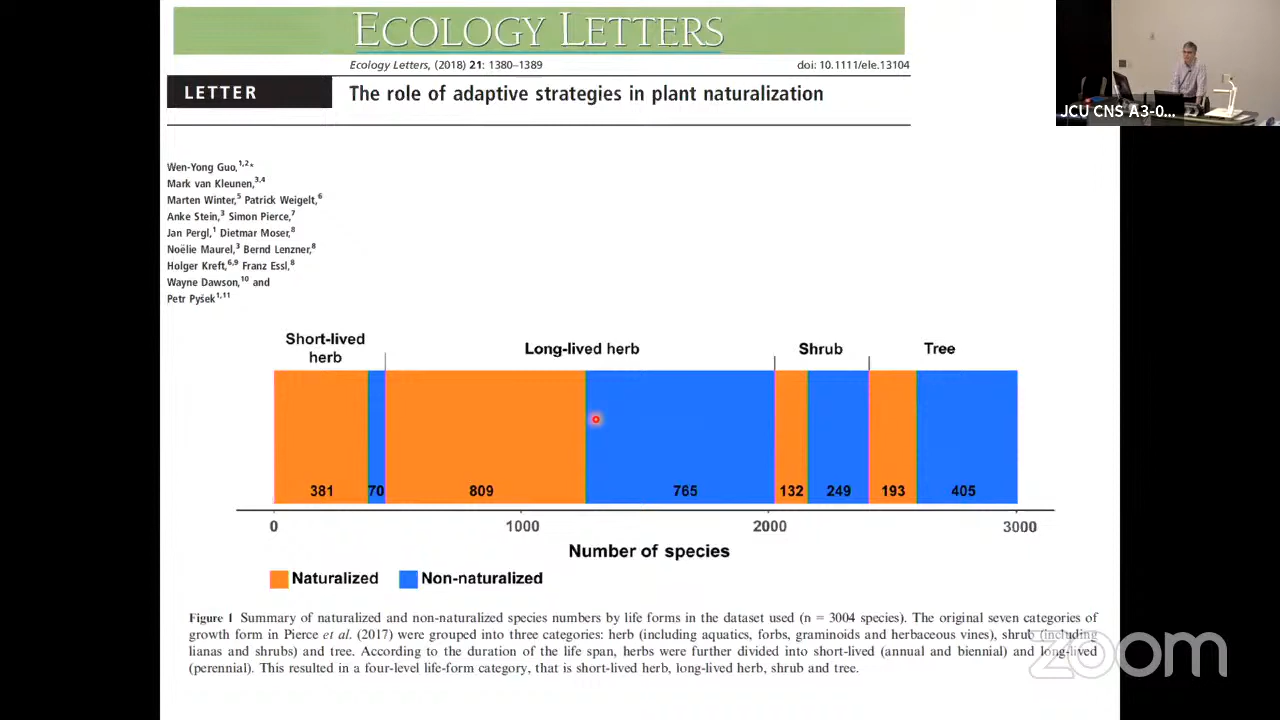 ECOLOGY LETTERS
Ecology Letters, (2018) 21: 1380–1389
doi: 10.1111/ele.13104
LETTER
The role of adaptive strategies in plant naturalization
JCU CNS A3-0...
Wen-Yong Guo,1,2*
Mark van Kleunen,3,4
Marten Winter,5 Patrick Weigelt,6
Anke Stein,3 Simon Pierce,7
Jan Pergl,1 Dietmar Moser,8
Noëlie Maurel,3 Bernd Lenzner,8
Holger Kreft,6,9 Franz Essl,8
Wayne Dawson,10 and
Petr Pyšek1,11
Short-lived
herb
Long-lived herb
Shrub
Tree
381
70
809
765
132
249
193
405
0
1000
2000
3000
Number of species
Naturalized
Non-naturalized
Figure 1 Summary of naturalized and non-naturalized species numbers by life forms in the dataset used (n = 3004 species). The original seven categories of
growth form in Pierce et al. (2017) were grouped into three categories: herb (including aquatics, forbs, graminoids and herbaceous vines), shrub (including
lianas and shrubs) and tree. According to the duration of the life span, herbs were further divided into short-lived (annual and biennial) and long-lived
(perennial). This resulted in a four-level life-form category, that is short-lived herb, long-lived herb, shrub and tree.
zoom